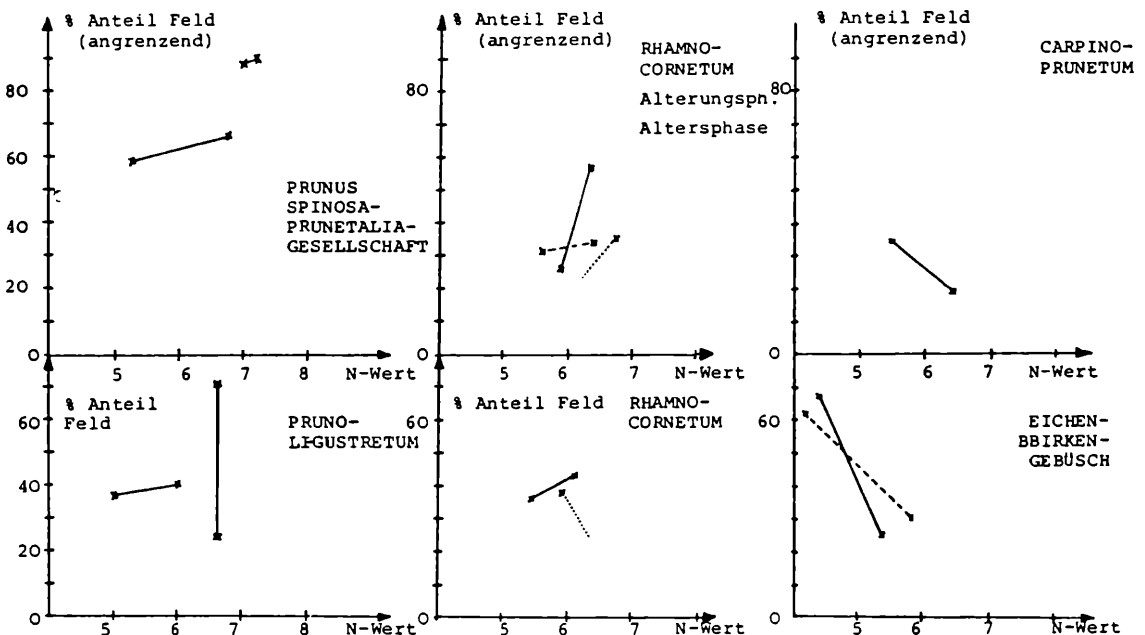 % Anteil Feld
(angrenzend)
80
60
40
20
0
5 6 7 8
N-Wert
PRUNUS
SPINOSA-
PRUNETALIA-
GESELLSCHAFT
% Anteil Feld
(angrenzend)
80
0
5 6 7
N-Wert
RHAMNO-
CORNETUM
Alterungsph.
Altersphase
% Anteil Feld
(angrenzend)
80
0
5 6 7
N-Wert
CARPINO-
PRUNETUM
% Anteil
Feld
60
40
20
0
5 6 7 8
N-Wert
PRUNO-
LIGUSTRETUM
% Anteil Feld
60
0
5 6 7
N-Wert
RHAMNO-
CORNETUM
60
0
5 6 7
N-Wert
EICHEN-
BBIRKEN-
GEBÜSCH